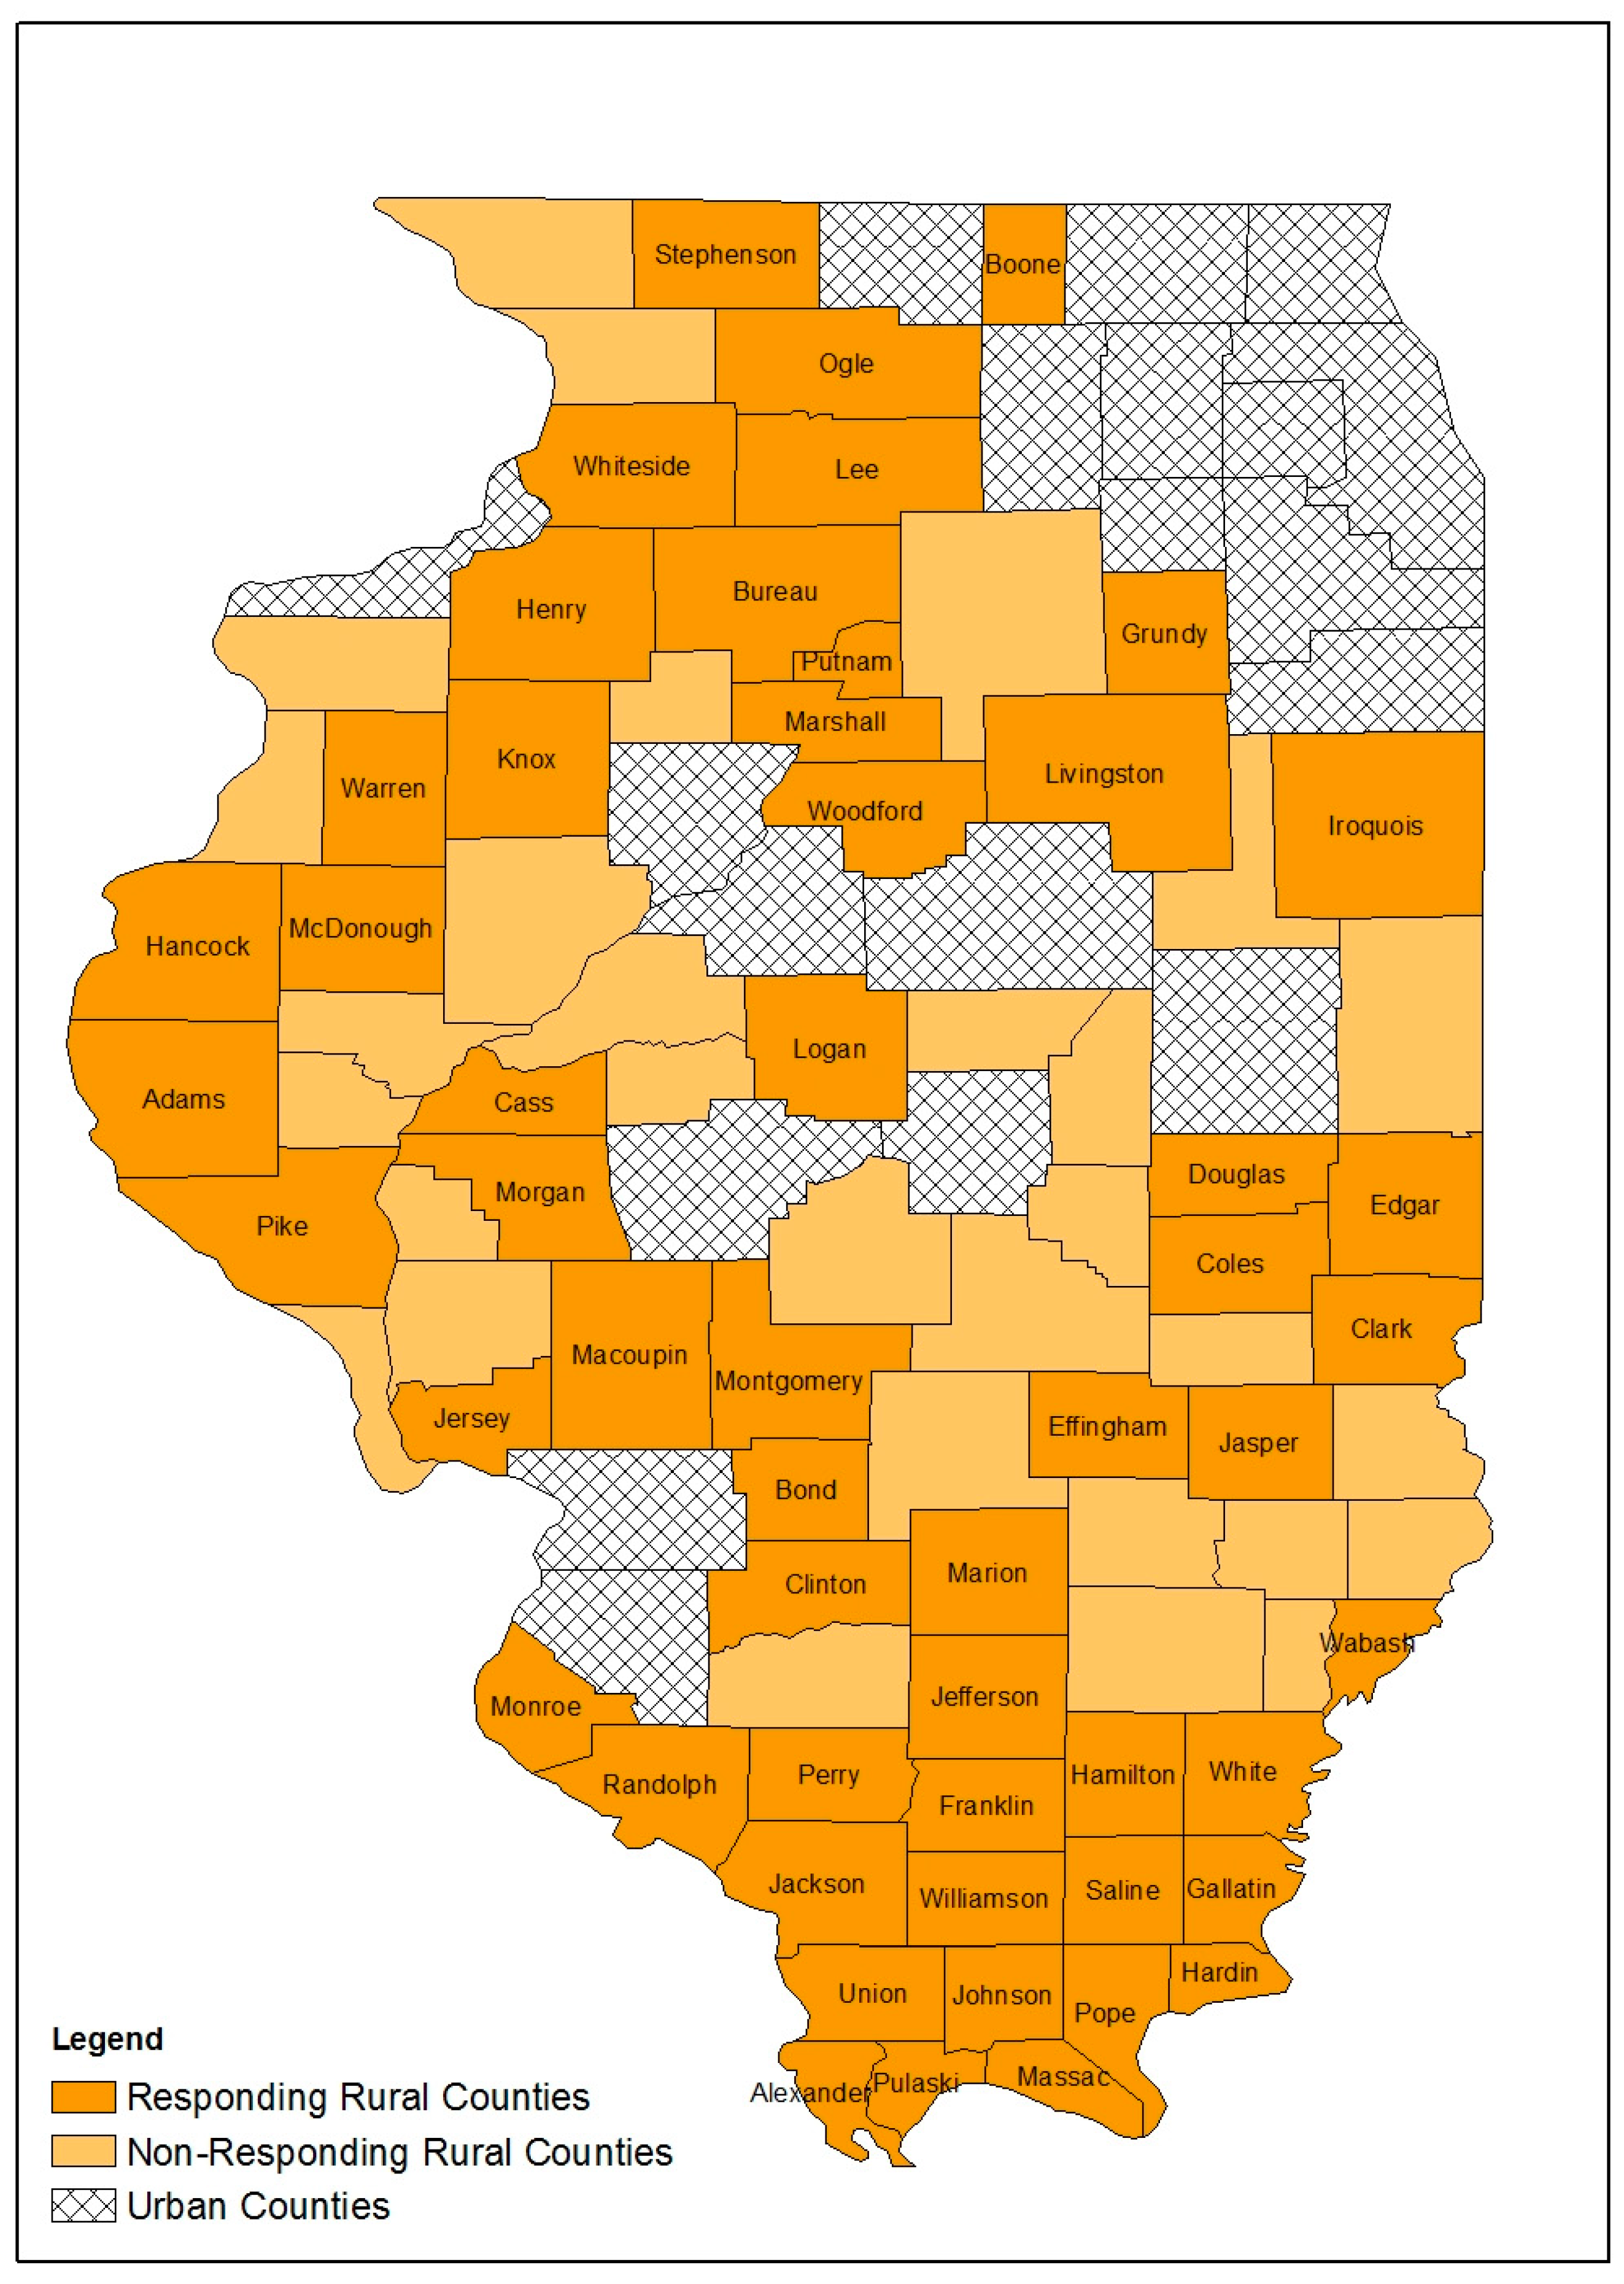 Stephenson
Boone
Ogle
Whiteside
Lee
Bureau
Henry
Grundy
Putnam
Marshall
Knox
Livingston
Warren
Woodford
Iroquois
McDonough
Hancock
Logan
Adams
Cass
Douglas
Morgan
Edgar
Pike
Coles
Clark
Macoupin
Montgomery
Jersey
Effingham
Jasper
Bond
Marion
Clinton
Wabash
Jefferson
Monroe
White
Hamilton
Perry
Randolph
Franklin
Jackson
Gallatin
Saline
Williamson
Hardin
Union
Johnson
Pope
Massac
Pulaski
Alexander
Legend
Responding Rural Counties
Non-Responding Rural Counties
Urban Counties